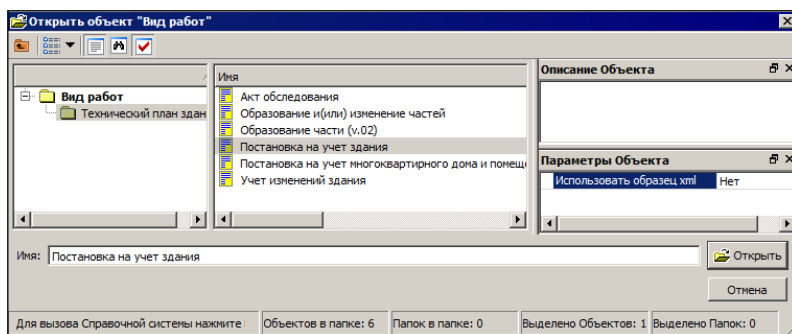 Открыть объект "Вид работ"
Имя
Описание Объекта
Вид работ
Технический план здан
Акт обследования
Образование и(или) изменение частей
Образование части (v.02)
Постановка на учет здания
Постановка на учет многоквартирного дома и помеще
Учет изменений здания
Параметры Объекта
Использовать образец xml Нет
Имя: Постановка на учет здания
Открыть
Отмена
Для вызова Справочной системы нажмите Объектов в папке: 6 Папок в папке: 0 Выделено Объектов: 1 Выделено Папок: 0